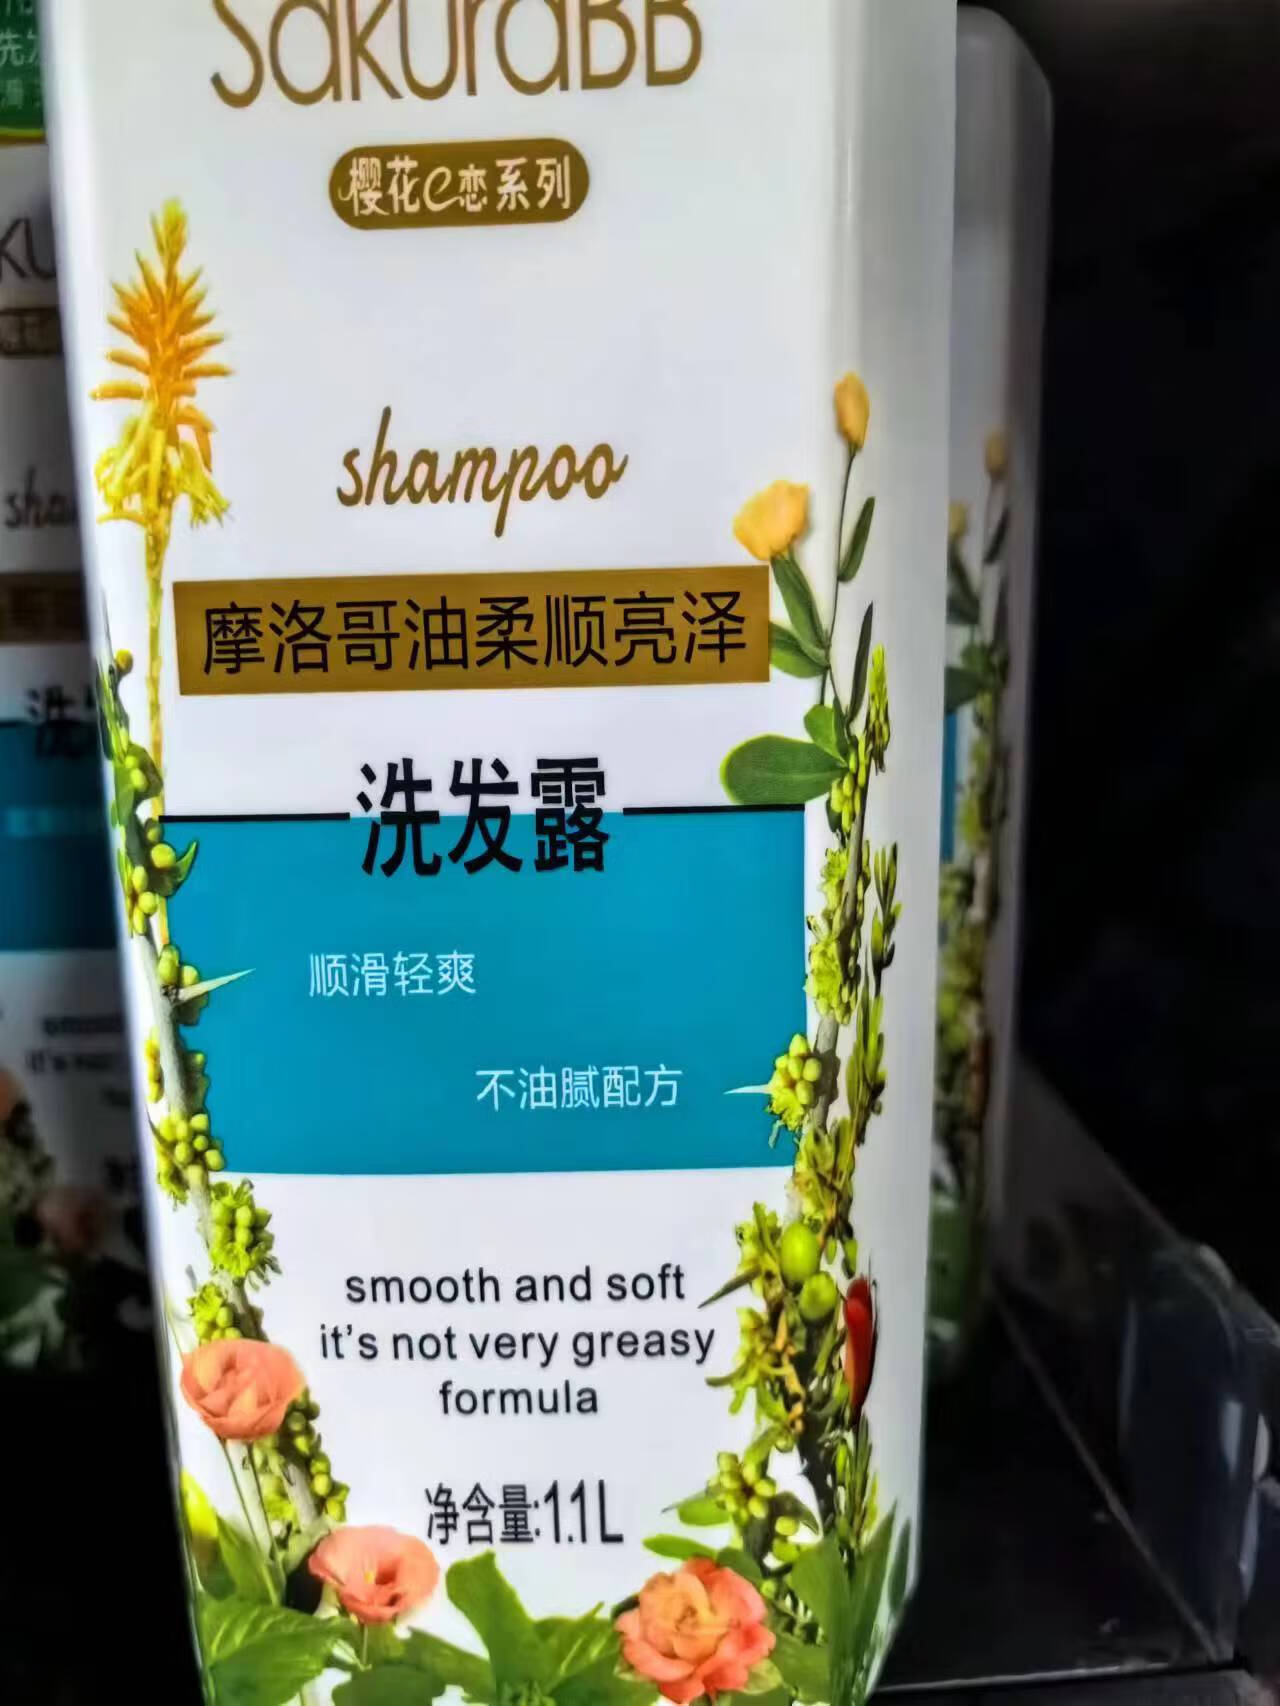 SakuraBB
樱花e恋系列
shampoo
摩洛哥油柔顺亮泽
洗发露
顺滑轻爽
不油腻配方
smooth and soft
it's not very greasy
formula
净含量:1.1L